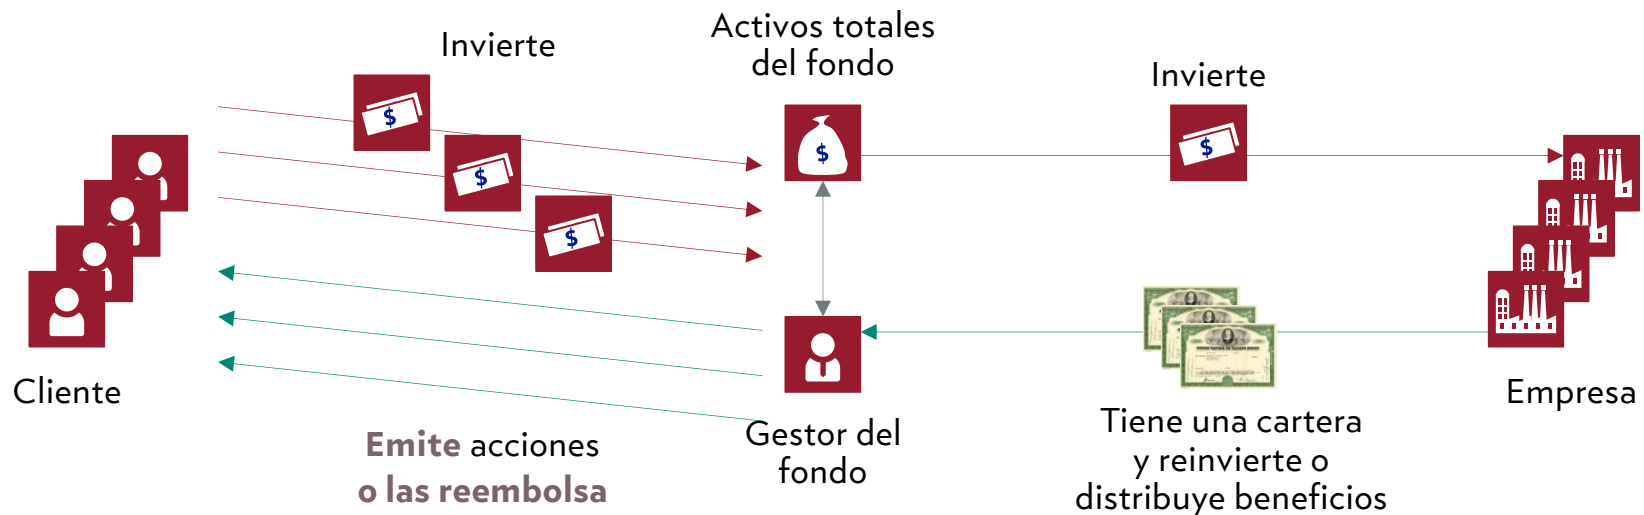 Invierte
Activos totales
del fondo
Invierte
$
$
$
$
$
Cliente
Emite acciones
o las reembolsa
Gestor del
fondo
Tiene una cartera
y reinvierte o
distribuye beneficios
Empresa